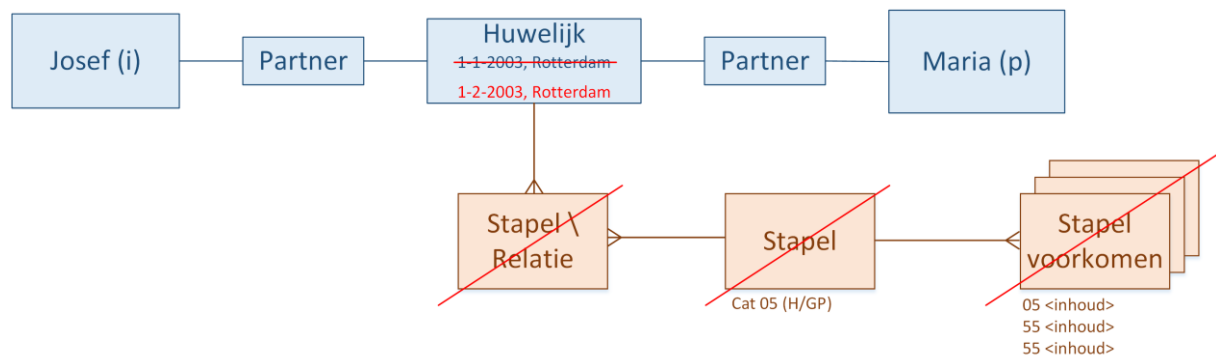 Josef (i)
Partner
Huwelijk
1-1-2003, Rotterdam
1-2-2003, Rotterdam
Partner
Maria (p)
Stapel \
Relatie
Stapel
Cat 05 (H/GP)
Stapel
voorkomen
05 <inhoud>
55 <inhoud>
55 <inhoud>